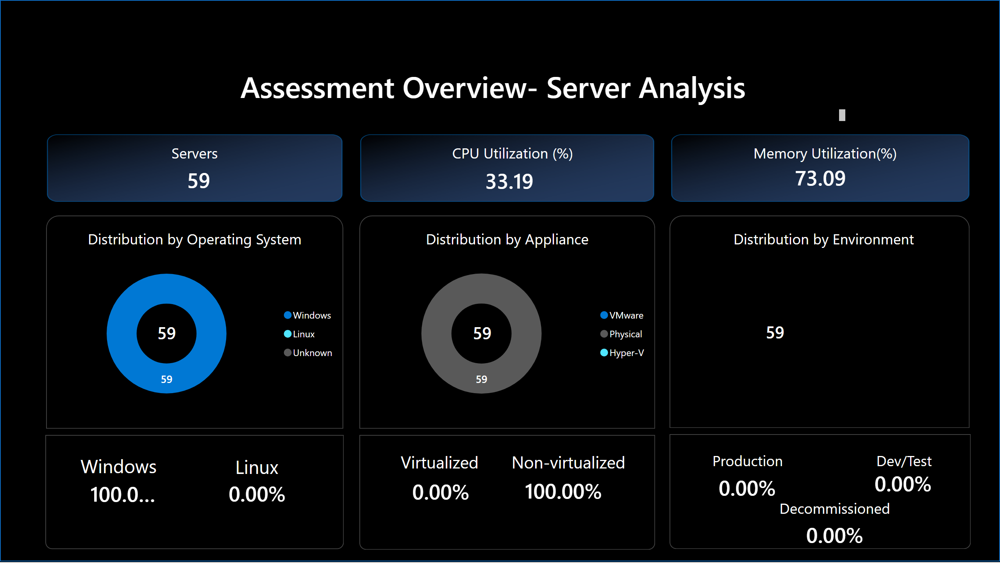 Assessment Overview- Server Analysis
Servers
59
CPU Utilization (%)
33.19
Memory Utilization(%)
73.09
Distribution by Operating System
59
59
Windows
Linux
Unknown
Distribution by Appliance
59
59
VMware
Physical
Hyper-V
Distribution by Environment
59
Windows
100.0...
Linux
0.00%
Virtualized
0.00%
Non-virtualized
100.00%
Production
0.00%
Dev/Test
0.00%
Decommissioned
0.00%